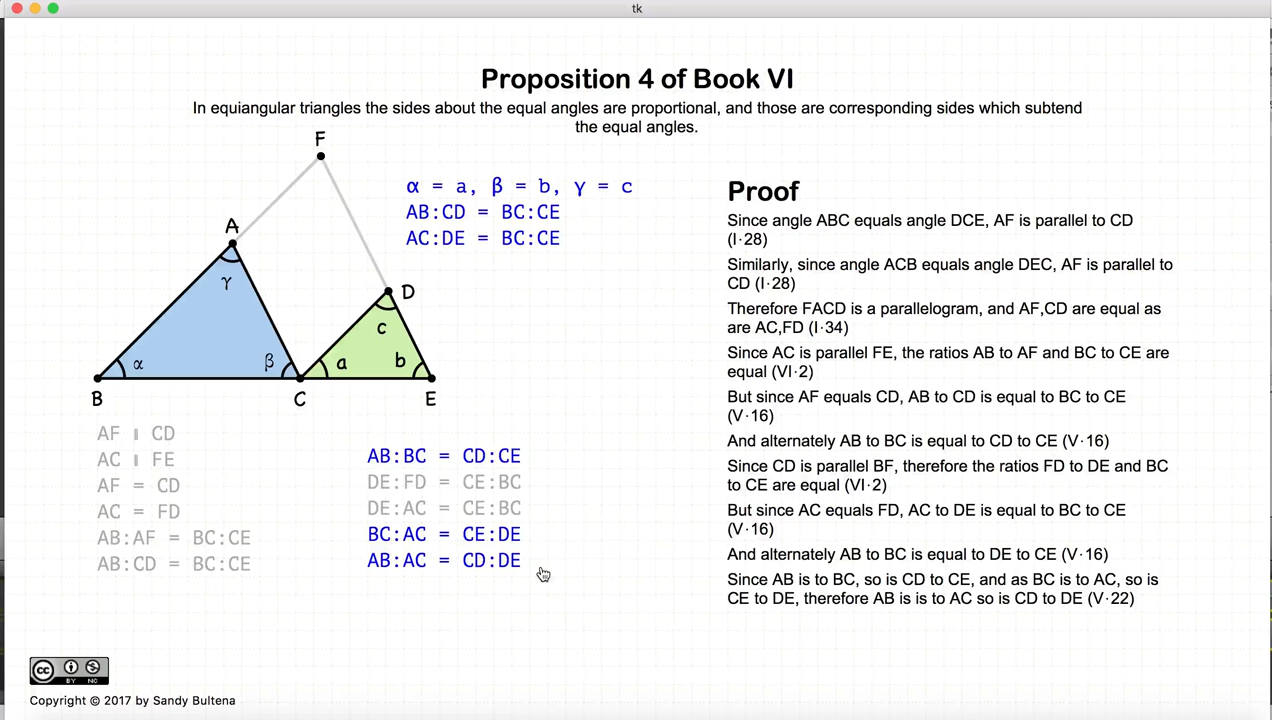 tk
Proposition 4 of Book VI
In equiangular triangles the sides about the equal angles are proportional, and those are corresponding sides which subtend
the equal angles.
F
A
D
γ
c
α
β
a
b
B
C
E
α = a, β = b, γ = c
AB:CD = BC:CE
AC:DE = BC:CE
AF ∥ CD
AC ∥ FE
AF = CD
AC = FD
AB:AF = BC:CE
AB:CD = BC:CE
AB:BC = CD:CE
DE:FD = CE:BC
DE:AC = CE:BC
BC:AC = CE:DE
AB:AC = CD:DE
Proof
Since angle ABC equals angle DCE, AF is parallel to CD
(I·28)
Similarly, since angle ACB equals angle DEC, AF is parallel to
CD (I·28)
Therefore FACD is a parallelogram, and AF,CD are equal as
are AC,FD (I·34)
Since AC is parallel FE, the ratios AB to AF and BC to CE are
equal (VI·2)
But since AF equals CD, AB to CD is equal to BC to CE
(V·16)
And alternately AB to BC is equal to CD to CE (V·16)
Since CD is parallel BF, therefore the ratios FD to DE and BC
to CE are equal (VI·2)
But since AC equals FD, AC to DE is equal to BC to CE
(V·16)
And alternately AB to BC is equal to DE to CE (V·16)
Since AB is to BC, so is CD to CE, and as BC is to AC, so is
CE to DE, therefore AB is is to AC so is CD to DE (V·22)
cc
BY NC
Copyright © 2017 by Sandy Bultena